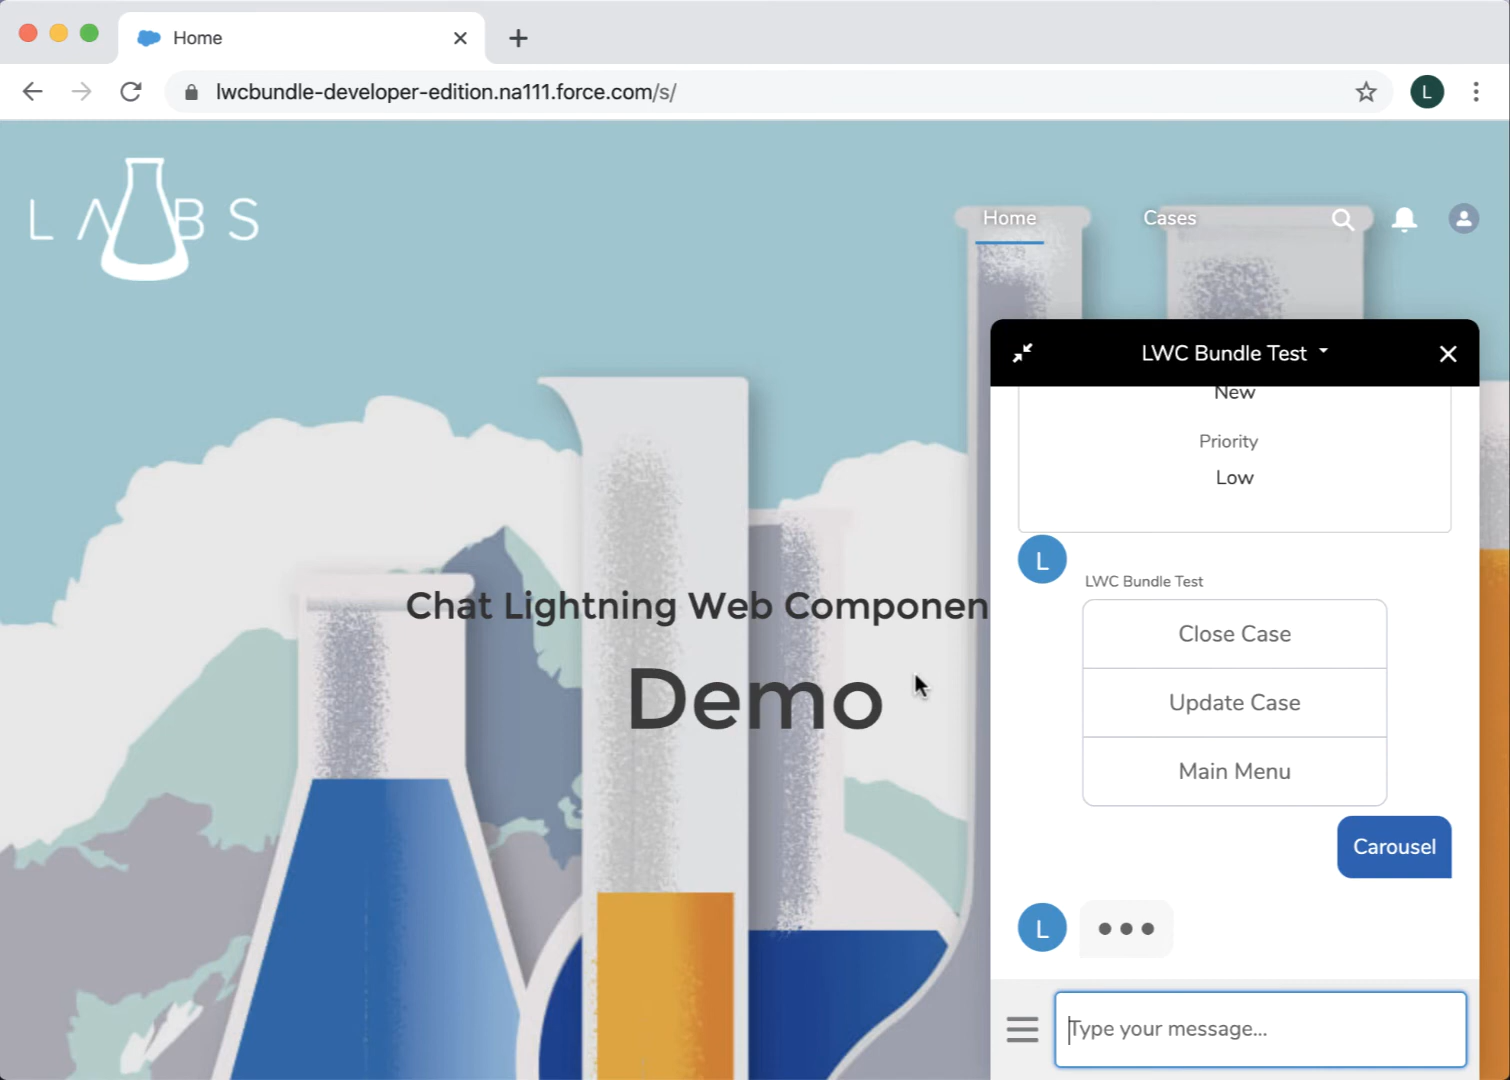 Home
lwcbundle-developer-edition.na111.force.com/s/
L
LABS
Home
Cases
Chat Lightning Web Componen
Demo
LWC Bundle Test
New
Priority
Low
L
LWC Bundle Test
Close Case
Update Case
Main Menu
Carousel
L
Type your message...